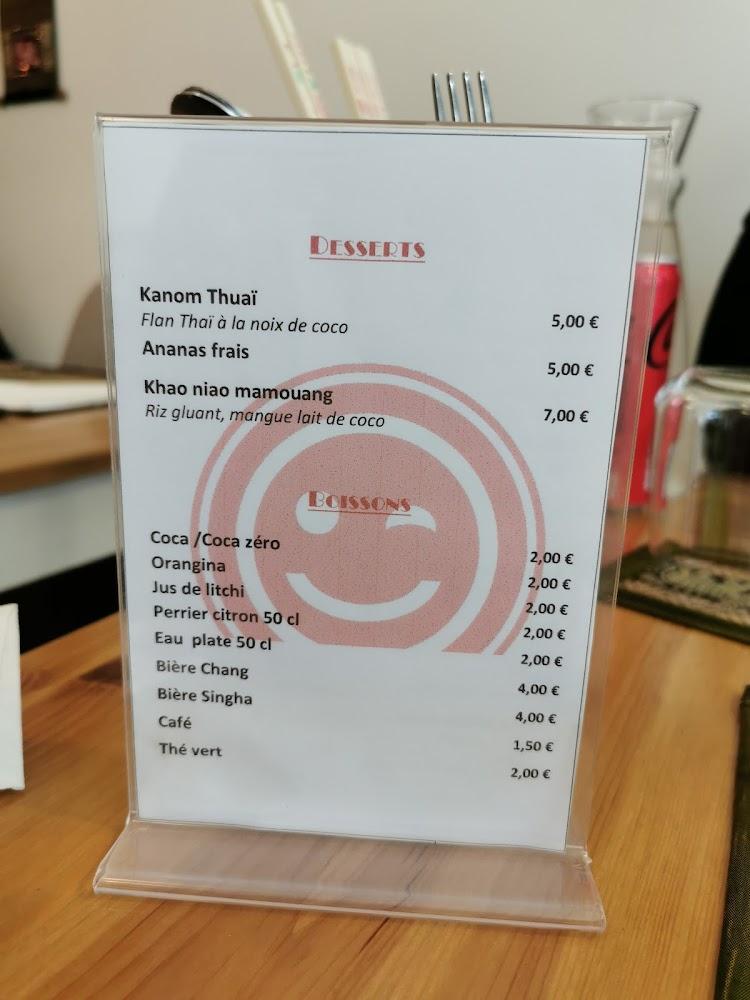 DESSERTS
Kanom Thuaï
Flan Thaï à la noix de coco 5,00 €
Ananas frais 5,00 €
Khao niao mamouang
Riz gluant, mangue lait de coco 7,00 €
BOISSONS
Coca /Coca zéro 2,00 €
Orangina 2,00 €
Jus de litchi 2,00 €
Perrier citron 50 cl 2,00 €
Eau plate 50 cl 2,00 €
Bière Chang 4,00 €
Bière Singha 4,00 €
Café 1,50 €
Thé vert 2,00 €